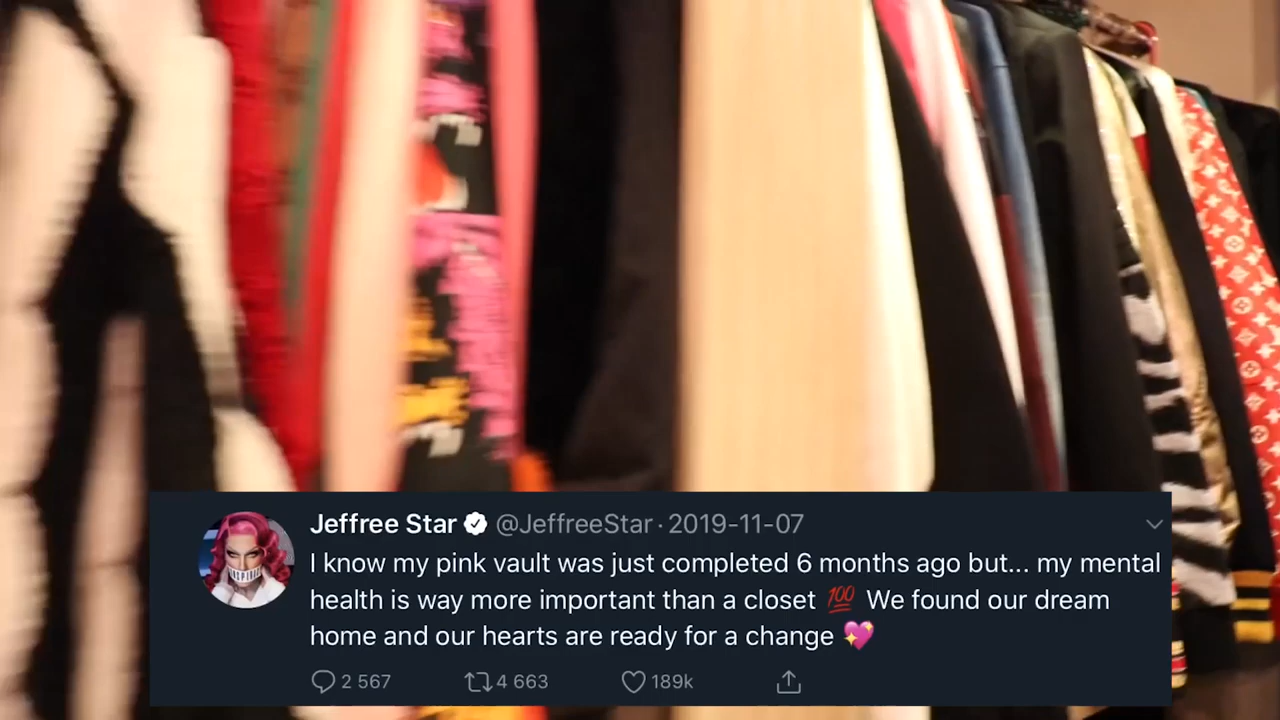 Jeffree Star @JeffreeStar · 2019-11-07
I know my pink vault was just completed 6 months ago but... my mental
health is way more important than a closet 💯 We found our dream
home and our hearts are ready for a change 💖
2 567 4 663 189k